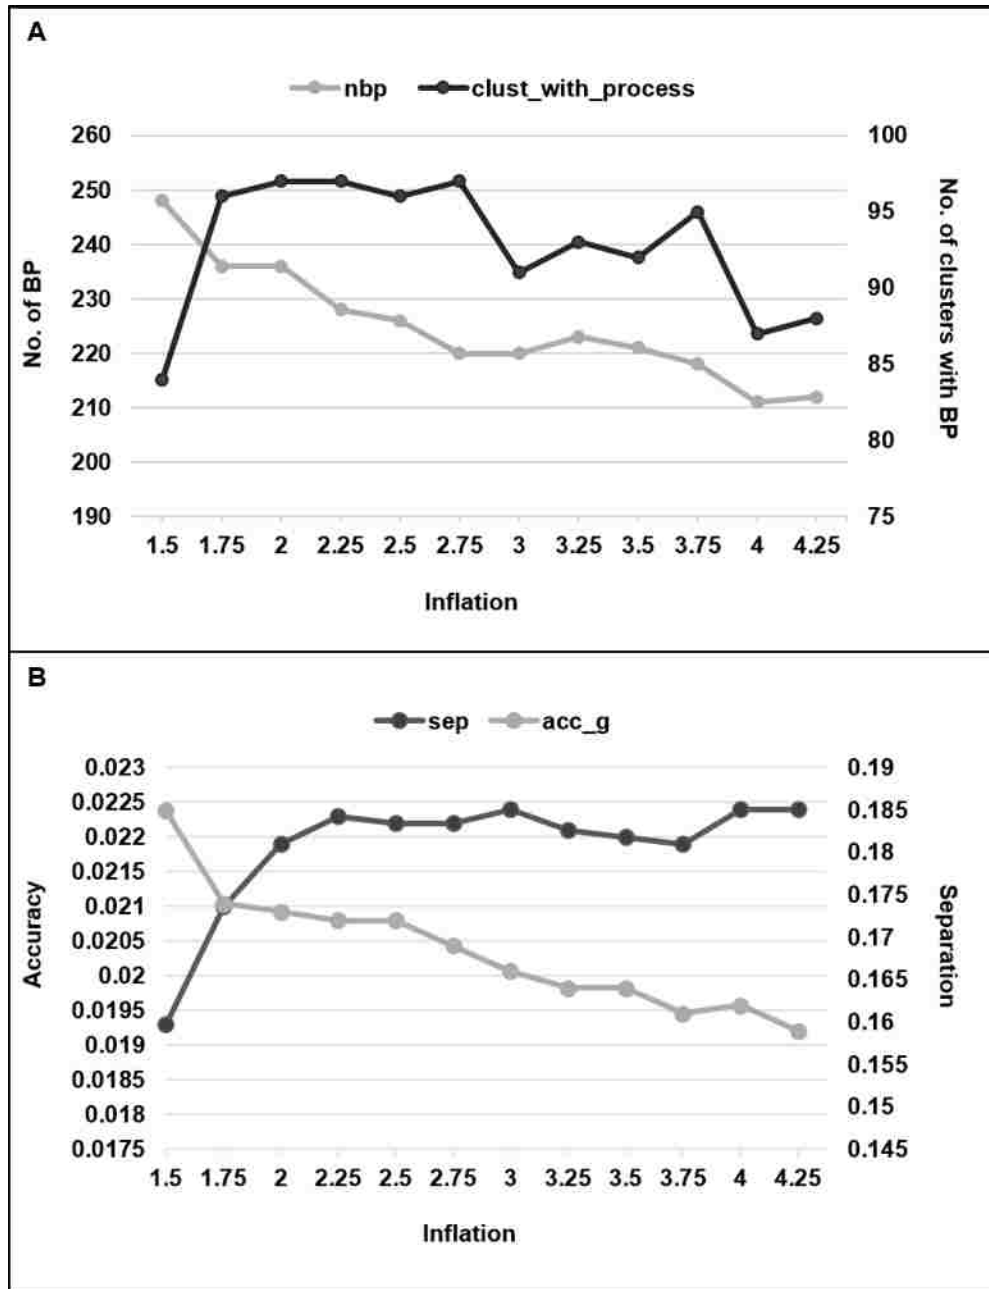 A
nbp clust_with_process
260 100
250 95
240
230 90
220 85
210
200 80
190 75
No. of BP
No. of clusters with BP
1.5 1.75 2 2.25 2.5 2.75 3 3.25 3.5 3.75 4 4.25
Inflation
B
sep acc_g
0.023 0.19
0.0225 0.185
0.022 0.18
0.0215 0.175
0.021
0.0205 0.17
0.02 0.165
0.0195 0.16
0.019 0.155
0.0185
0.018 0.15
0.0175 0.145
Accuracy
Separation
1.5 1.75 2 2.25 2.5 2.75 3 3.25 3.5 3.75 4 4.25
Inflation